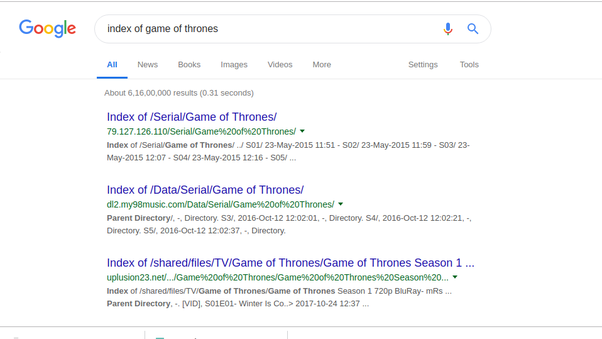 Google
index of game of thrones
All News Books Images Videos More Settings Tools
About 6,16,00,000 results (0.31 seconds)
Index of /Serial/Game of Thrones/
79.127.126.110/Serial/Game%20of%20Thrones/
Index of /Serial/Game of Thrones/ ../ S01/ 23-May-2015 11:51 - S02/ 23-May-2015 11:59 - S03/ 23-
May-2015 12:07 - S04/ 23-May-2015 12:16 - S05/ ...
Index of /Data/Serial/Game of Thrones/
dl2.my98music.com/Data/Serial/Game%20of%20Thrones/
Parent Directory/, -, Directory. S3/, 2016-Oct-12 12:02:01, -, Directory. S4/, 2016-Oct-12 12:02:21, -,
Directory. S5/, 2016-Oct-12 12:02:37, -, Directory.
Index of /shared/files/TV/Game of Thrones/Game of Thrones Season 1 ...
uplusion23.net/.../Game%20of%20Thrones/Game%20of%20Thrones%20Season%20...
Index of /shared/files/TV/Game of Thrones/Game of Thrones Season 1 720p BluRay- mRs ...
Parent Directory, -. [VID], S01E01- Winter Is Co..> 2017-10-24 12:37 ...